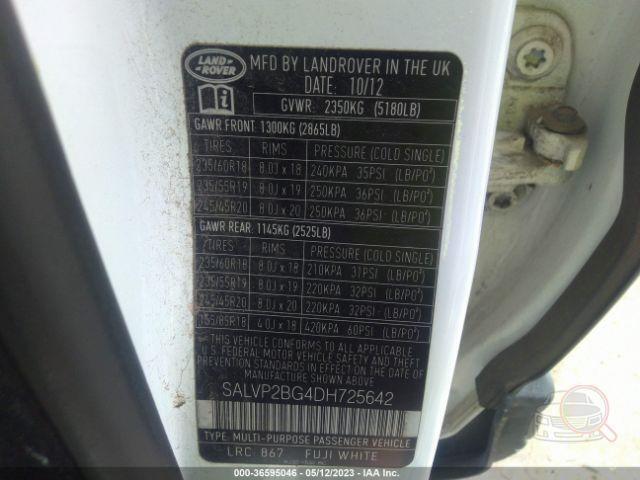 LAND
ROVER
MFD BY LANDROVER IN THE UK
DATE: 10/12
GVWR: 2350KG (5180LB)
GAWR FRONT: 1300KG (2865LB)
TIRES RIMS PRESSURE (COLD SINGLE)
235/60R18 8.0J x 18 240KPA 35PSI (LB/PO²)
235/55R19 8.0J x 19 250KPA 36PSI (LB/PO²)
245/45R20 8.0J x 20 250KPA 36PSI (LB/PO²)
GAWR REAR: 1145KG (2525LB)
TIRES RIMS PRESSURE (COLD SINGLE)
235/60R18 8.0J x 18 210KPA 31PSI (LB/PO²)
235/55R19 8.0J x 19 220KPA 32PSI (LB/PO²)
245/45R20 8.0J x 20 220KPA 32PSI (LB/PO²)
155/85R18 4.0J x 18 420KPA 60PSI (LB/PO²)
THIS VEHICLE CONFORMS TO ALL APPLICABLE
U.S. FEDERAL MOTOR VEHICLE SAFETY AND THEFT
PREVENTION STANDARDS IN EFFECT ON THE
DATE OF MANUFACTURE SHOWN ABOVE
SALVP2BG4DH725642
TYPE: MULTI-PURPOSE PASSENGER VEHICLE
LRC 867 FUJI WHITE
000-36595046 - 05/12/2023 - IAA Inc.